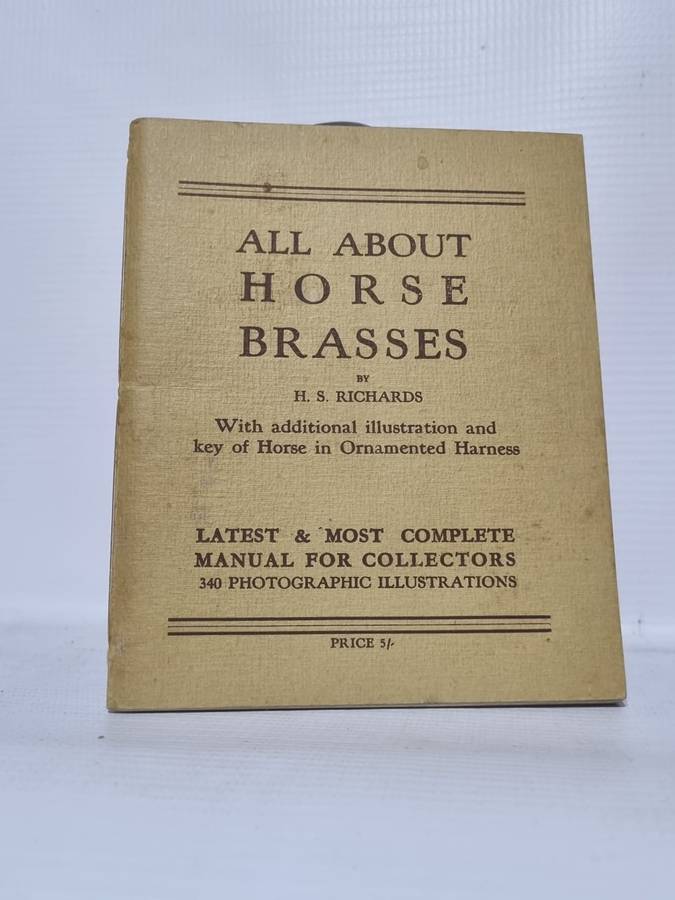 ALL ABOUT
HORSE
BRASSES
BY
H. S. RICHARDS
With additional illustration and
key of Horse in Ornamented Harness
LATEST & MOST COMPLETE
MANUAL FOR COLLECTORS
340 PHOTOGRAPHIC ILLUSTRATIONS
PRICE 5/-